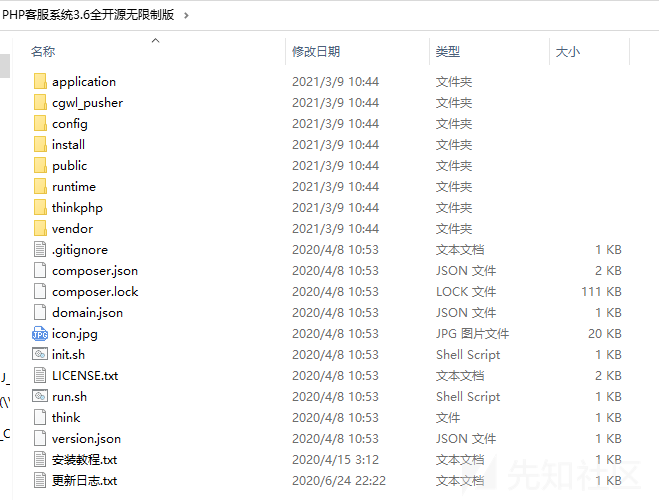 PHP客服系统3.6全开源无限制版 >
名称 修改日期 类型 大小
application 2021/3/9 10:44 文件夹
cgwl_pusher 2021/3/9 10:44 文件夹
config 2021/3/9 10:44 文件夹
install 2021/3/9 10:44 文件夹
public 2021/3/9 10:44 文件夹
runtime 2021/3/9 10:44 文件夹
thinkphp 2021/3/9 10:44 文件夹
vendor 2021/3/9 10:44 文件夹
.gitignore 2020/4/8 10:53 文本文档 1 KB
composer.json 2020/4/8 10:53 JSON 文件 2 KB
composer.lock 2020/4/8 10:53 LOCK 文件 111 KB
domain.json 2020/4/8 10:53 JSON 文件 1 KB
icon.jpg 2020/4/8 10:53 JPG 图片文件 20 KB
init.sh 2020/4/8 10:53 Shell Script 1 KB
LICENSE.txt 2020/4/8 10:53 文本文档 2 KB
run.sh 2020/4/8 10:53 Shell Script 1 KB
think 2020/4/8 10:53 文件 1 KB
version.json 2020/4/8 10:53 JSON 文件 1 KB
安装教程.txt 2020/4/15 3:12 文本文档 1 KB
更新日志.txt 2020/6/24 22:22 文本文档 1 KB
先知社区